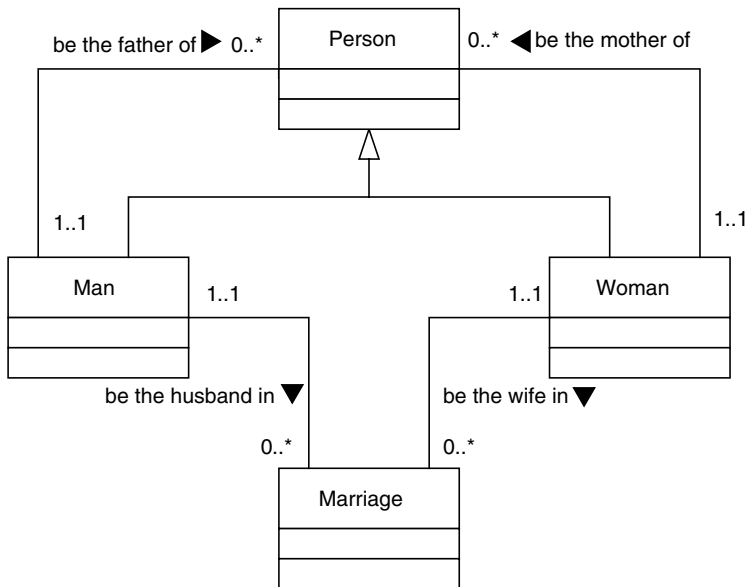 Person
be the father of ▶ 0..*
0..* ◀ be the mother of
1..1
1..1
Man
1..1
1..1
Woman
be the husband in ▼
be the wife in ▼
0..*
0..*
Marriage